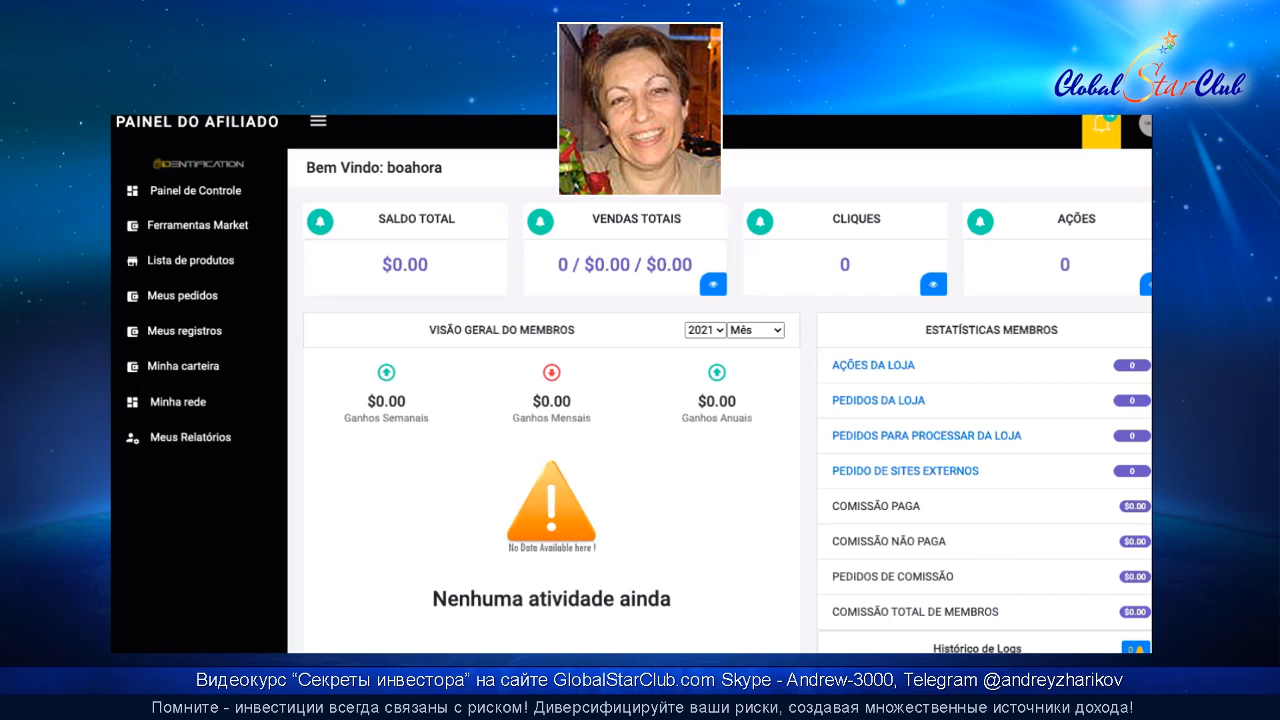 Global Star Club
PAINEL DO AFILIADO
IDENTIFICATION
Painel de Controle
Ferramentas Market
Lista de produtos
Meus pedidos
Meus registros
Minha carteira
Minha rede
Meus Relatórios
Bem Vindo: boahora
SALDO TOTAL
$0.00
VENDAS TOTAIS
0 / $0.00 / $0.00
CLIQUES
0
AÇÕES
0
VISÃO GERAL DO MEMBROS
2021 Mês
$0.00
Ganhos Semanais
$0.00
Ganhos Mensais
$0.00
Ganhos Anuais
No Data Available here !
Nenhuma atividade ainda
ESTATÍSTICAS MEMBROS
AÇÕES DA LOJA 0
PEDIDOS DA LOJA 0
PEDIDOS PARA PROCESSAR DA LOJA 0
PEDIDO DE SITES EXTERNOS 0
COMISSÃO PAGA $0.00
COMISSÃO NÃO PAGA $0.00
PEDIDOS DE COMISSÃO $0.00
COMISSÃO TOTAL DE MEMBROS $0.00
Histórico de Logs 0
Видеокурс “Секреты инвестора” на сайте GlobalStarClub.com Skype - Andrew-3000, Telegram @andreyzharikov
Помните - инвестиции всегда связаны с риском! Диверсифицируйте ваши риски, создавая множественные источники дохода!